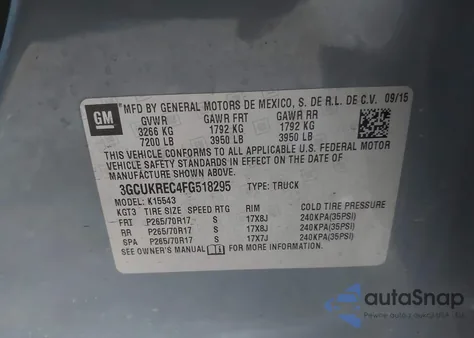 GM
MFD BY GENERAL MOTORS DE MEXICO, S. DE R.L. DE C.V. 09/15
GVWR GAWR FRT GAWR RR
3266 KG 1792 KG 1792 KG
7200 LB 3950 LB 3950 LB
THIS VEHICLE CONFORMS TO ALL APPLICABLE U.S. FEDERAL MOTOR
VEHICLE SAFETY STANDARDS IN EFFECT ON THE DATE OF
MANUFACTURE SHOWN ABOVE.
3GCUKREC4FG518295 TYPE: TRUCK
MODEL: K15543
KGT3 TIRE SIZE SPEED RTG RIM COLD TIRE PRESSURE
FRT P265/70R17 S 17X8J 240KPA(35PSI)
RR P265/70R17 S 17X8J 240KPA(35PSI)
SPA P265/70R17 S 17X7J 240KPA(35PSI)
SEE OWNER'S MANUAL FOR MORE INFORMATION.
autoSnap